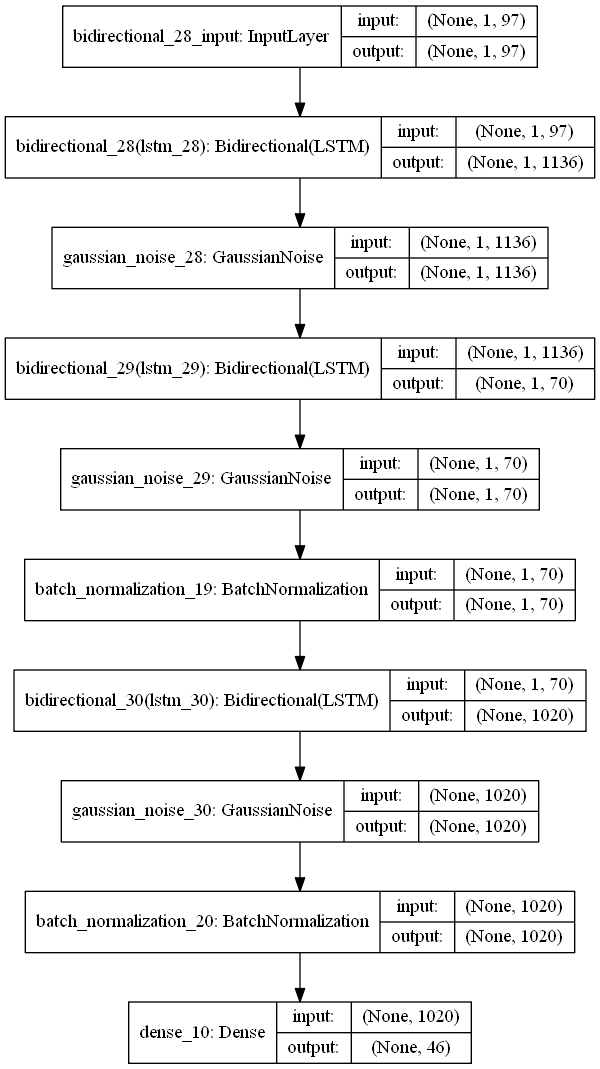 bidirectional_28_input: InputLayer
input: (None, 1, 97)
output: (None, 1, 97)
bidirectional_28(lstm_28): Bidirectional(LSTM)
input: (None, 1, 97)
output: (None, 1, 1136)
gaussian_noise_28: GaussianNoise
input: (None, 1, 1136)
output: (None, 1, 1136)
bidirectional_29(lstm_29): Bidirectional(LSTM)
input: (None, 1, 1136)
output: (None, 1, 70)
gaussian_noise_29: GaussianNoise
input: (None, 1, 70)
output: (None, 1, 70)
batch_normalization_19: BatchNormalization
input: (None, 1, 70)
output: (None, 1, 70)
bidirectional_30(lstm_30): Bidirectional(LSTM)
input: (None, 1, 70)
output: (None, 1020)
gaussian_noise_30: GaussianNoise
input: (None, 1020)
output: (None, 1020)
batch_normalization_20: BatchNormalization
input: (None, 1020)
output: (None, 1020)
dense_10: Dense
input: (None, 1020)
output: (None, 46)